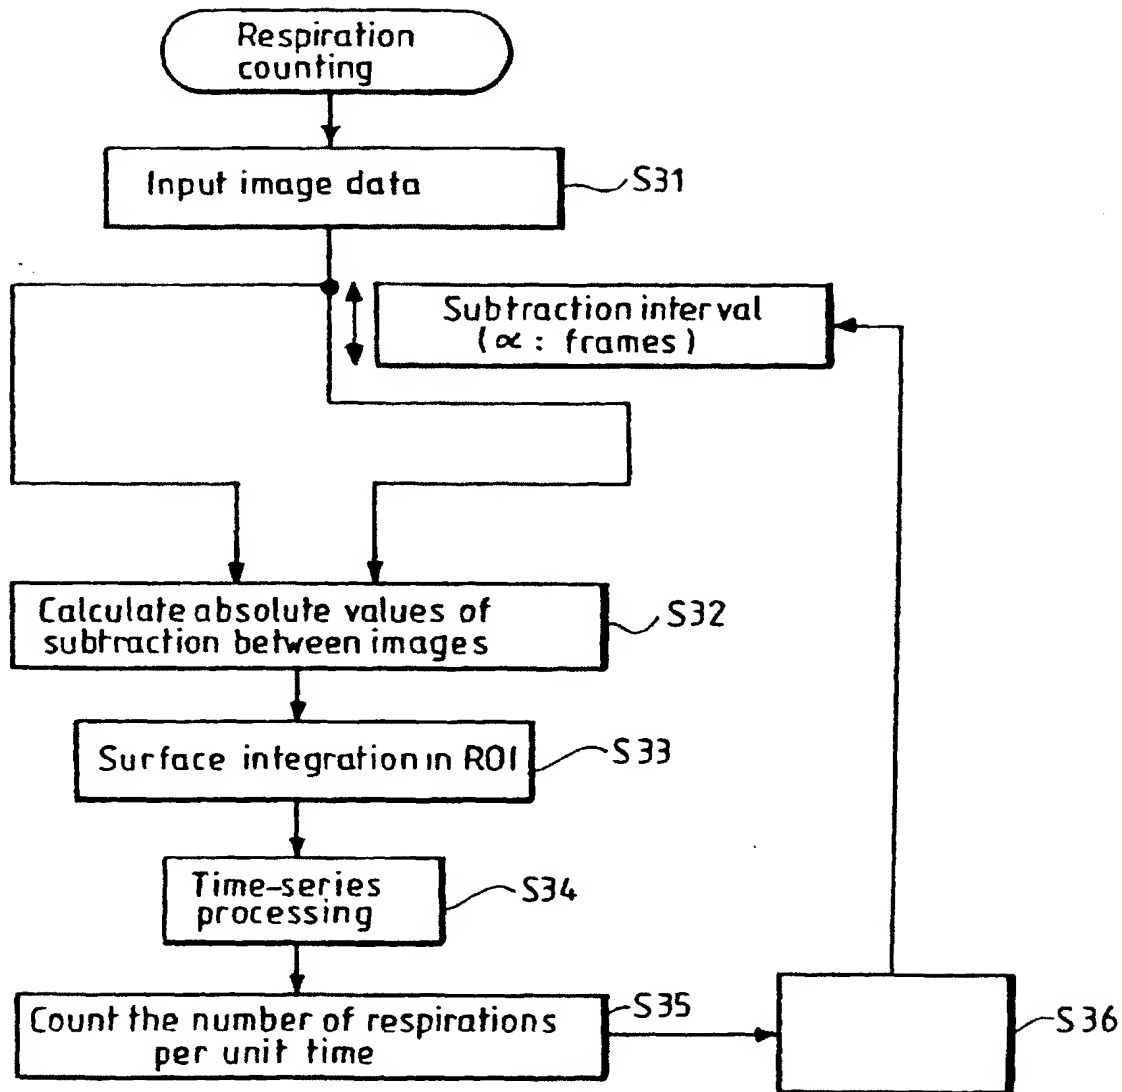 Respiration
counting
Input image data
S31
Subtraction interval
(α : frames)
Calculate absolute values of
subtraction between images
S32
Surface integration in ROI
S33
Time-series
processing
S34
Count the number of respirations
per unit time
S35
S36